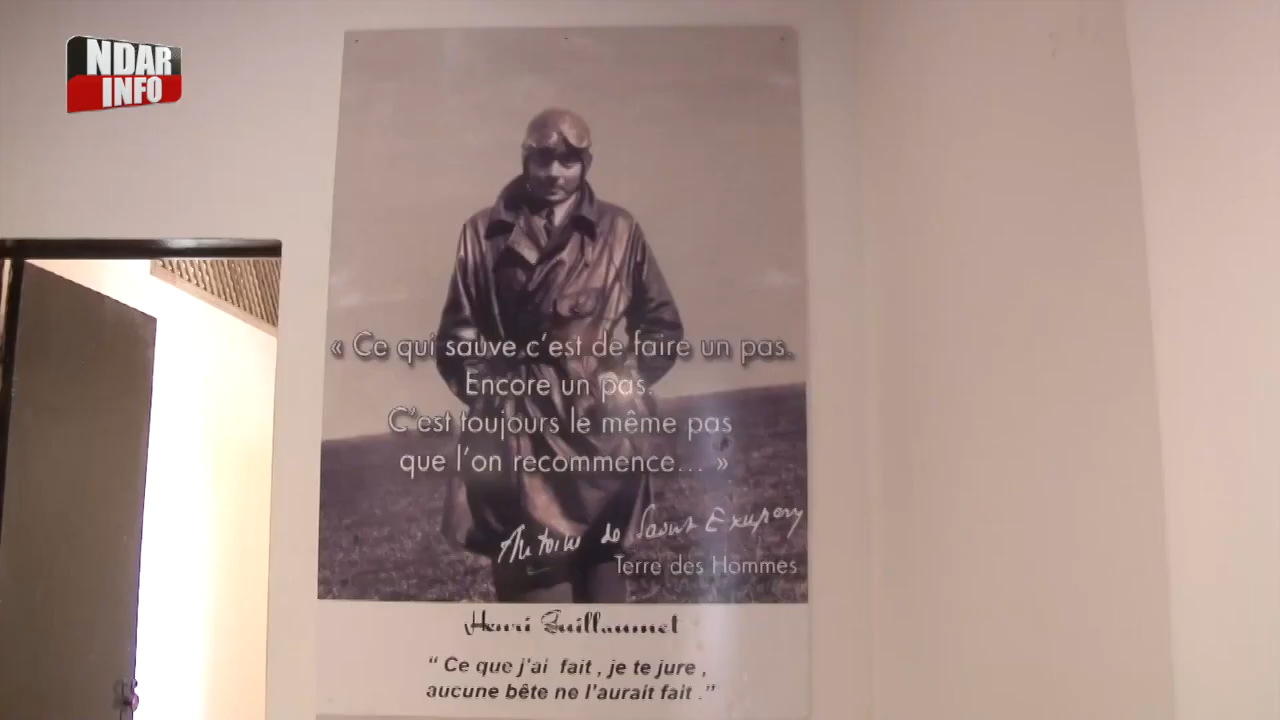 NDAR
INFO
« Ce qui sauve c'est de faire un pas.
Encore un pas.
C'est toujours le même pas
que l'on recommence... »
Antoine de Saint Exupéry
Terre des Hommes
Henri Guillaumet
“ Ce que j'ai fait , je te jure ,
aucune bête ne l'aurait fait .”